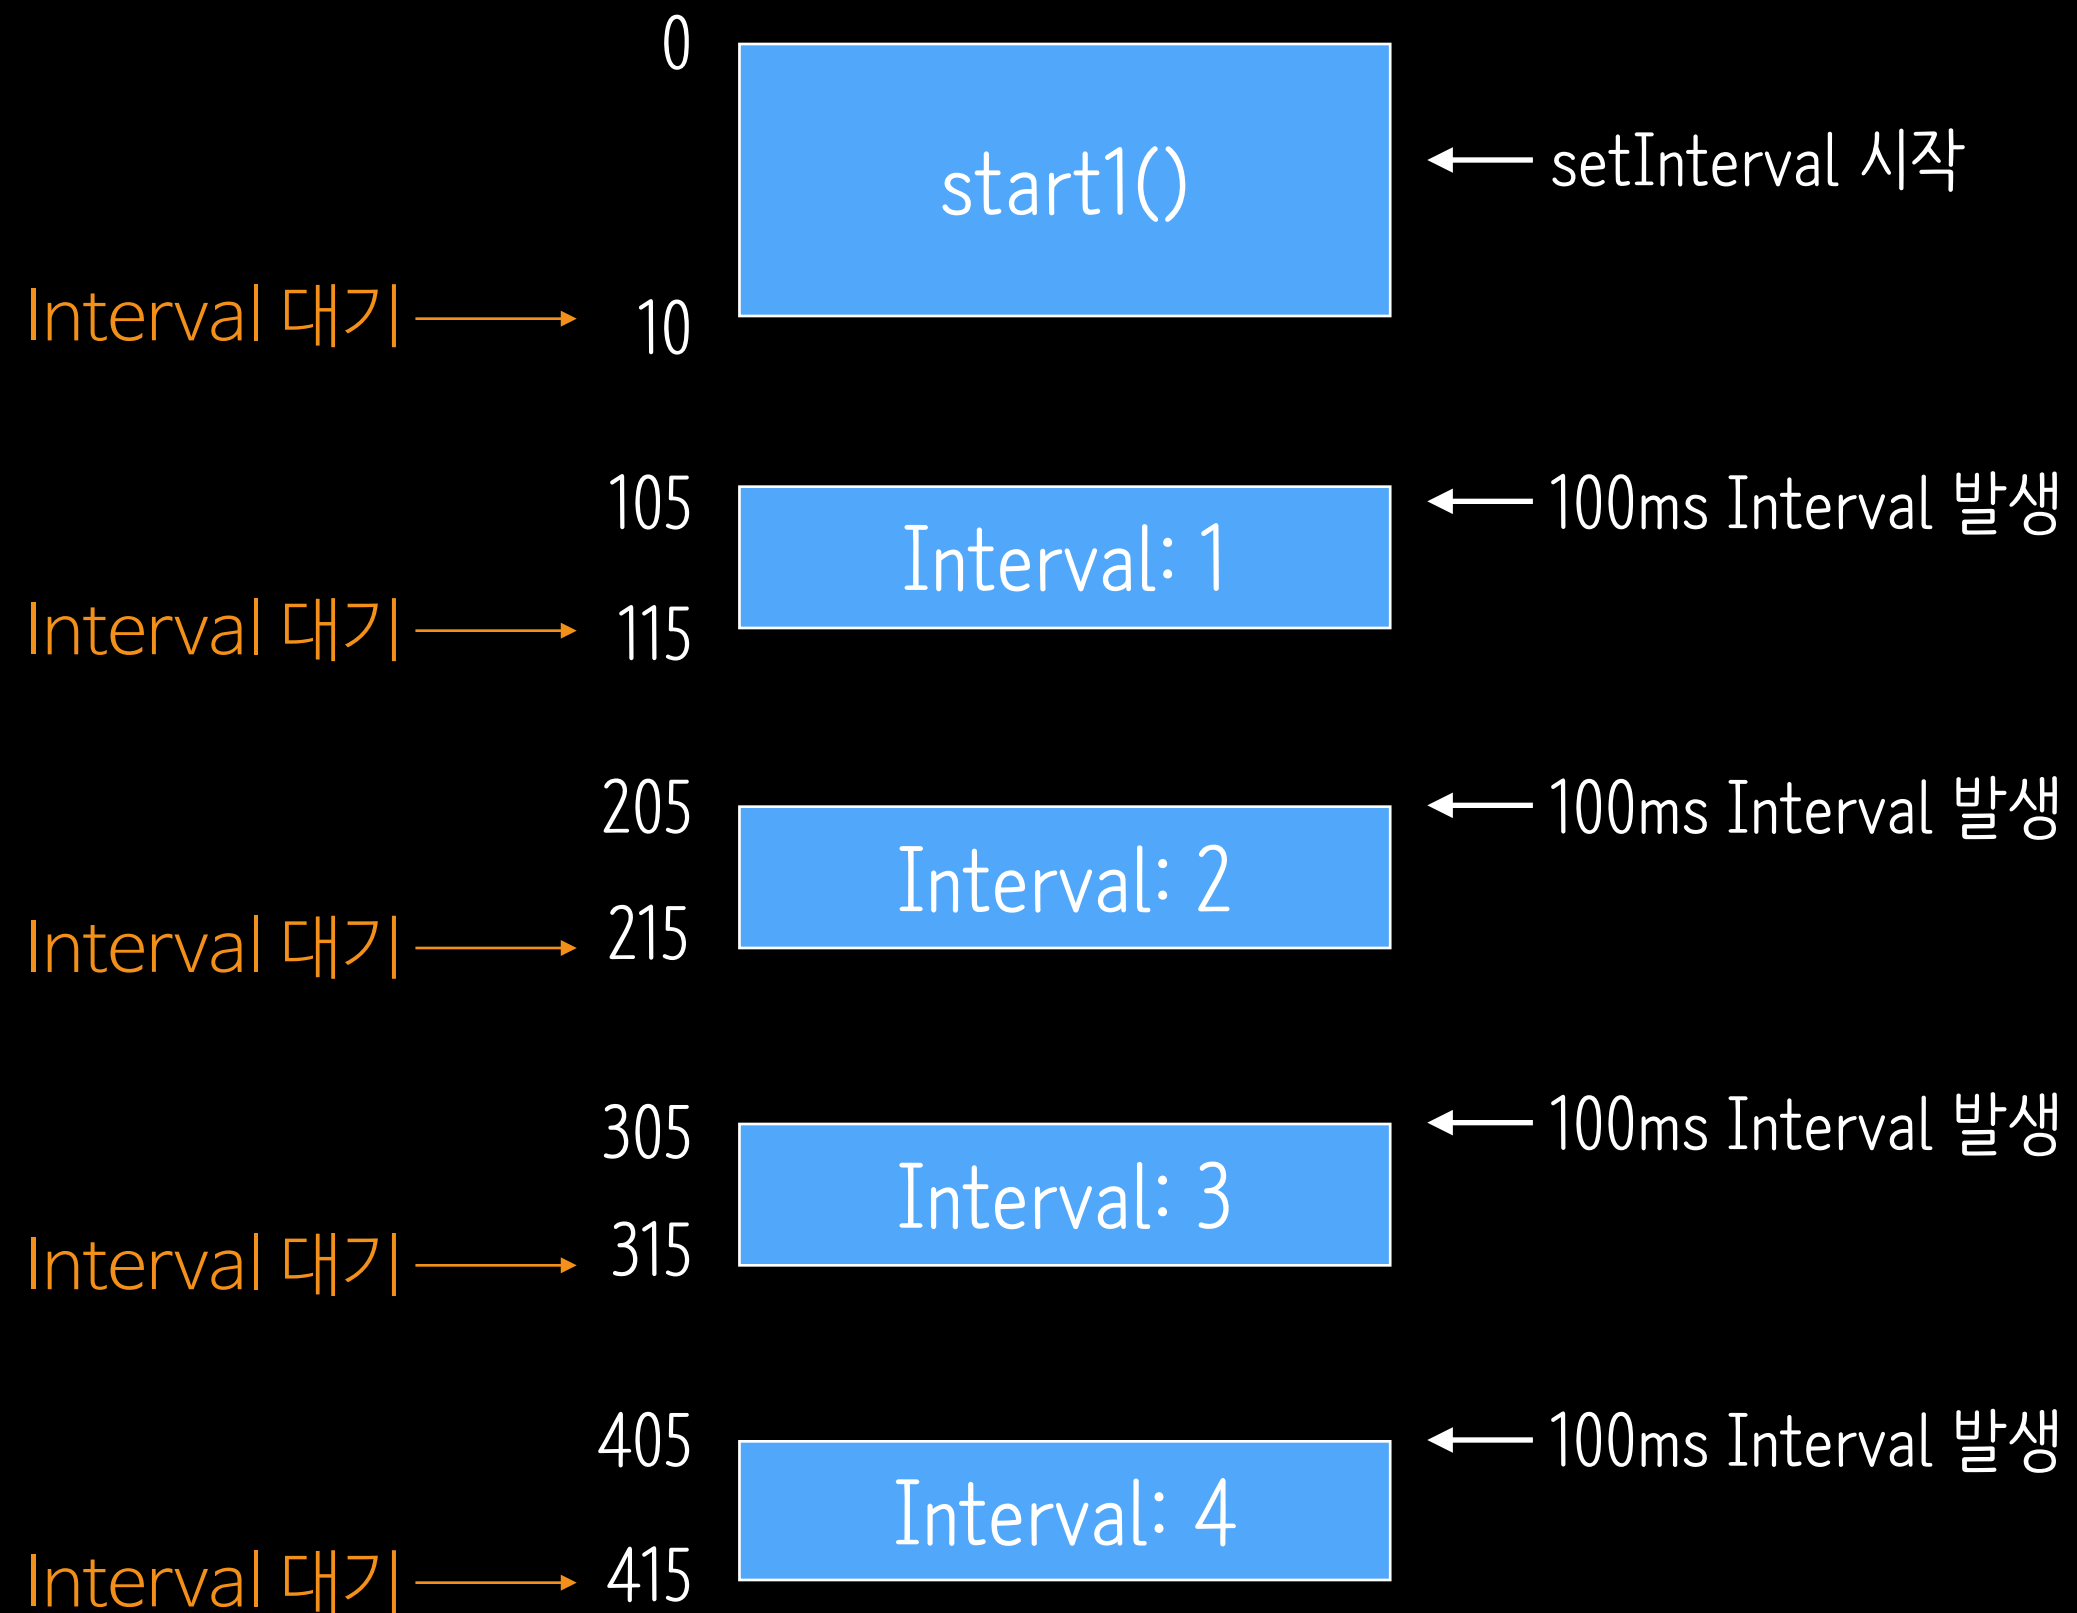 0
start1()
setInterval 시작
Interval 대기
10
105
Interval: 1
100ms Interval 발생
Interval 대기
115
205
Interval: 2
100ms Interval 발생
Interval 대기
215
305
Interval: 3
100ms Interval 발생
Interval 대기
315
405
Interval: 4
100ms Interval 발생
Interval 대기
415